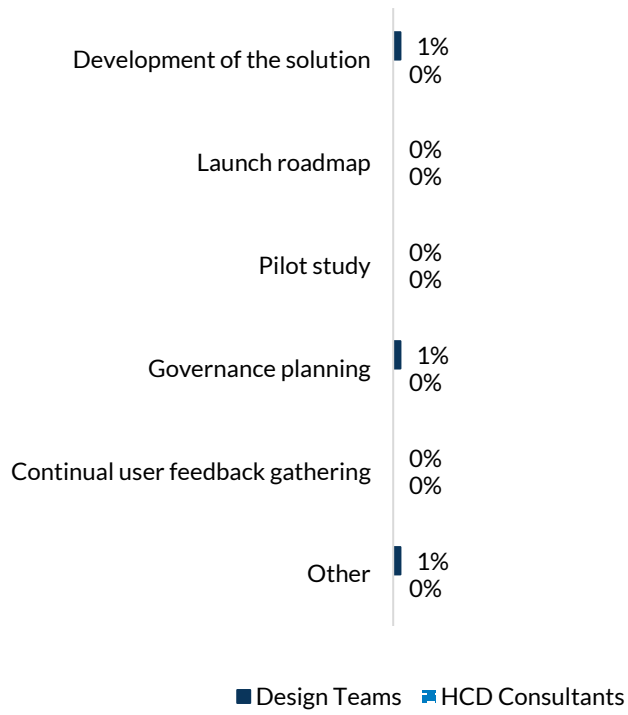 Development of the solution
1%
0%
Launch roadmap
0%
0%
Pilot study
0%
0%
Governance planning
1%
0%
Continual user feedback gathering
0%
0%
Other
1%
0%
Design Teams HCD Consultants